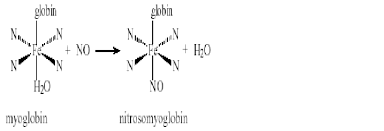 globin globin
N N N N
Fe + NO Fe + H₂O
N N N N
H₂O NO
myoglobin nitrosomyoglobin